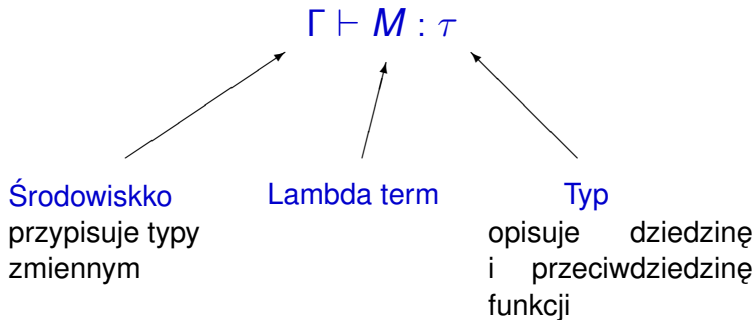 Γ ⊢ M : τ
Środowiskko
przypisuje typy
zmiennym
Lambda term
Typ
opisuje dziedzinę
i przeciwdziedzinę
funkcji